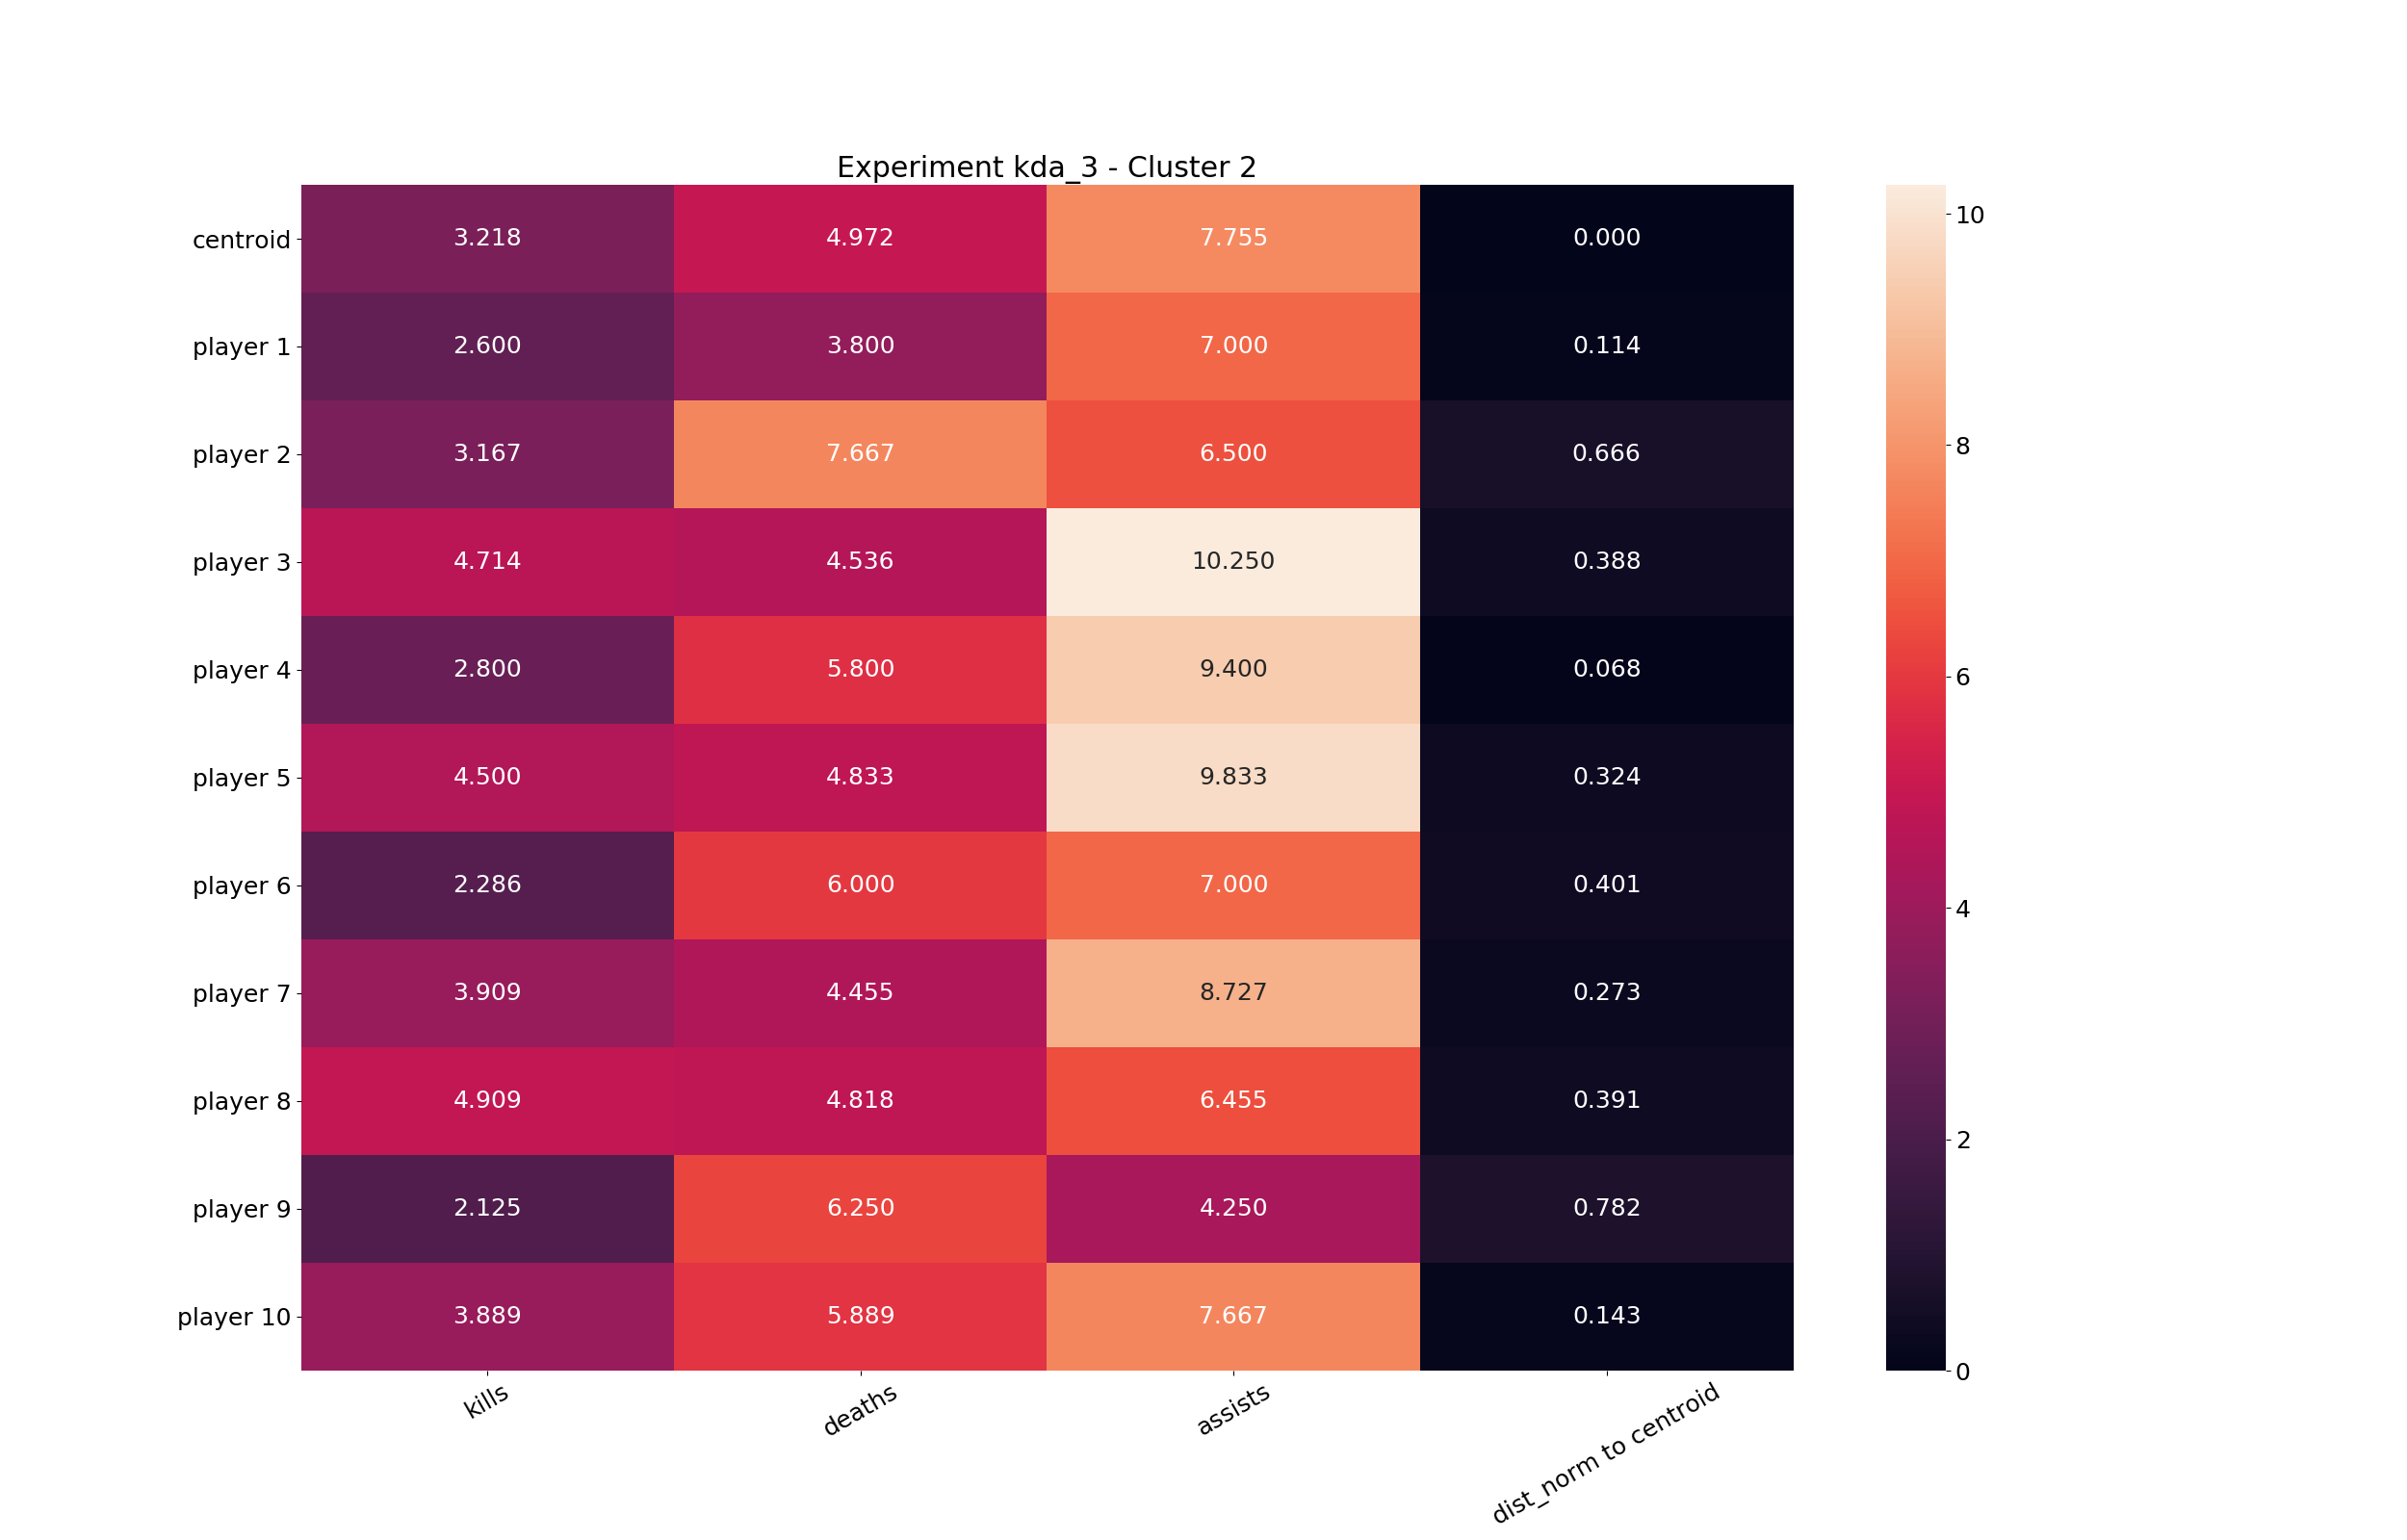 Experiment kda_3 - Cluster 2
centroid 3.218 4.972 7.755 0.000
player 1 2.600 3.800 7.000 0.114
player 2 3.167 7.667 6.500 0.666
player 3 4.714 4.536 10.250 0.388
player 4 2.800 5.800 9.400 0.068
player 5 4.500 4.833 9.833 0.324
player 6 2.286 6.000 7.000 0.401
player 7 3.909 4.455 8.727 0.273
player 8 4.909 4.818 6.455 0.391
player 9 2.125 6.250 4.250 0.782
player 10 3.889 5.889 7.667 0.143
kills deaths assists dist_norm to centroid
10
8
6
4
2
0